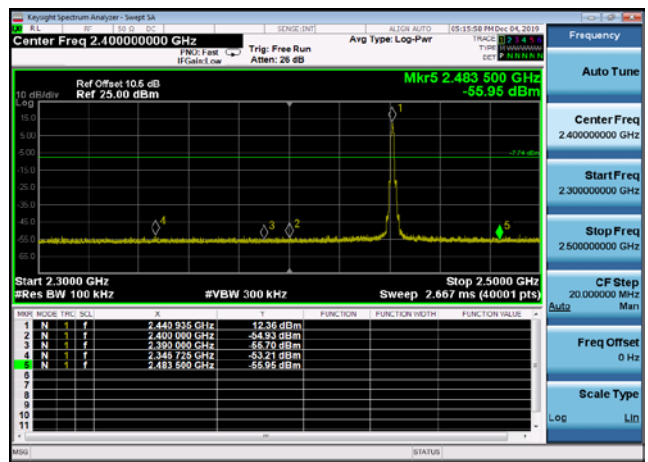 Keysight Spectrum Analyzer - Swept SA
RL RF 50 Ω DC SENSE:INT ALIGN AUTO 05:15:50 PM Dec 04, 2019
Center Freq 2.400000000 GHz
PNO: Fast
IFGain:Low
Trig: Free Run
Atten: 26 dB
Avg Type: Log-Pwr
TRACE 1 2 3 4 5 6
TYPE
DET P N N N N N
Frequency
Auto Tune
Mkr5 2.483 500 GHz
-55.95 dBm
Ref Offset 10.5 dB
Ref 25.00 dBm
10 dB/div
Log
15.0
5.00
-5.00
-15.0
-25.0
-35.0
-45.0
-55.0
-65.0
-7.74 dBm
1
4
3
2
5
Center Freq
2.400000000 GHz
Start Freq
2.300000000 GHz
Stop Freq
2.500000000 GHz
Start 2.3000 GHz
Stop 2.5000 GHz
#Res BW 100 kHz
#VBW 300 kHz
Sweep 2.667 ms (40001 pts)
CF Step
20.000000 MHz
Auto Man
MKR MODE TRC SCL X Y FUNCTION FUNCTION WIDTH FUNCTION VALUE
1 N 1 f 2.440 935 GHz 12.36 dBm
2 N 1 f 2.400 000 GHz -54.93 dBm
3 N 1 f 2.390 000 GHz -55.70 dBm
4 N 1 f 2.345 725 GHz -53.21 dBm
5 N 1 f 2.483 500 GHz -55.95 dBm
6
7
8
9
10
11
Freq Offset
0 Hz
Scale Type
Log Lin
MSG STATUS